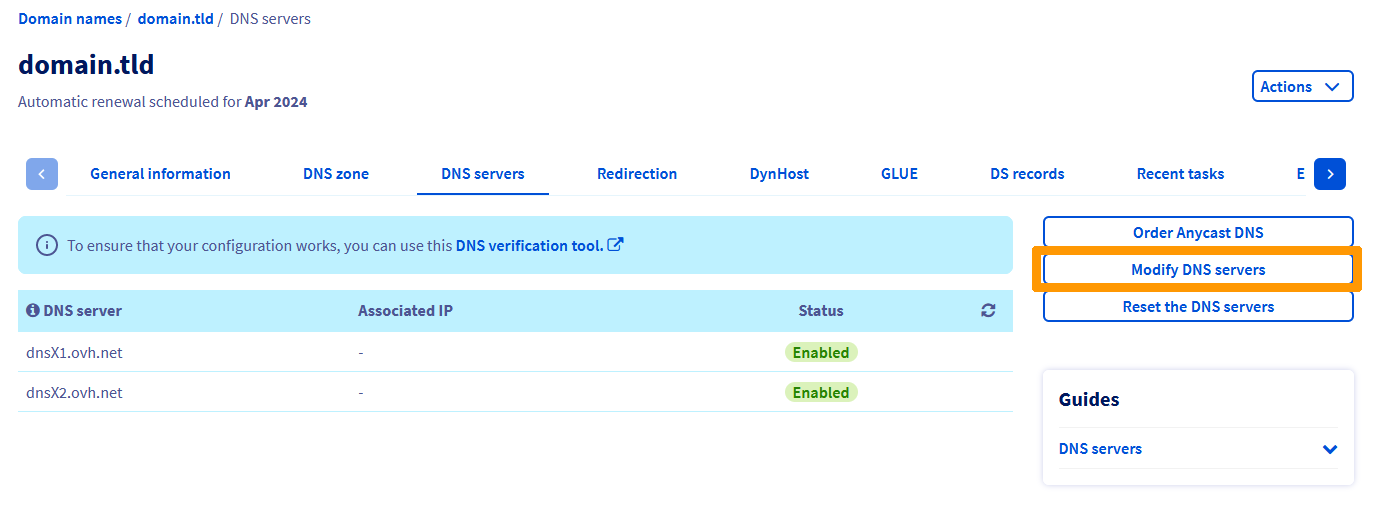 Domain names / domain.tld / DNS servers
domain.tld
Automatic renewal scheduled for Apr 2024
Actions
General information DNS zone DNS servers Redirection DynHost GLUE DS records Recent tasks E
To ensure that your configuration works, you can use this DNS verification tool.
Order Anycast DNS
Modify DNS servers
Reset the DNS servers
DNS server Associated IP Status
dnsX1.ovh.net - Enabled
dnsX2.ovh.net - Enabled
Guides
DNS servers